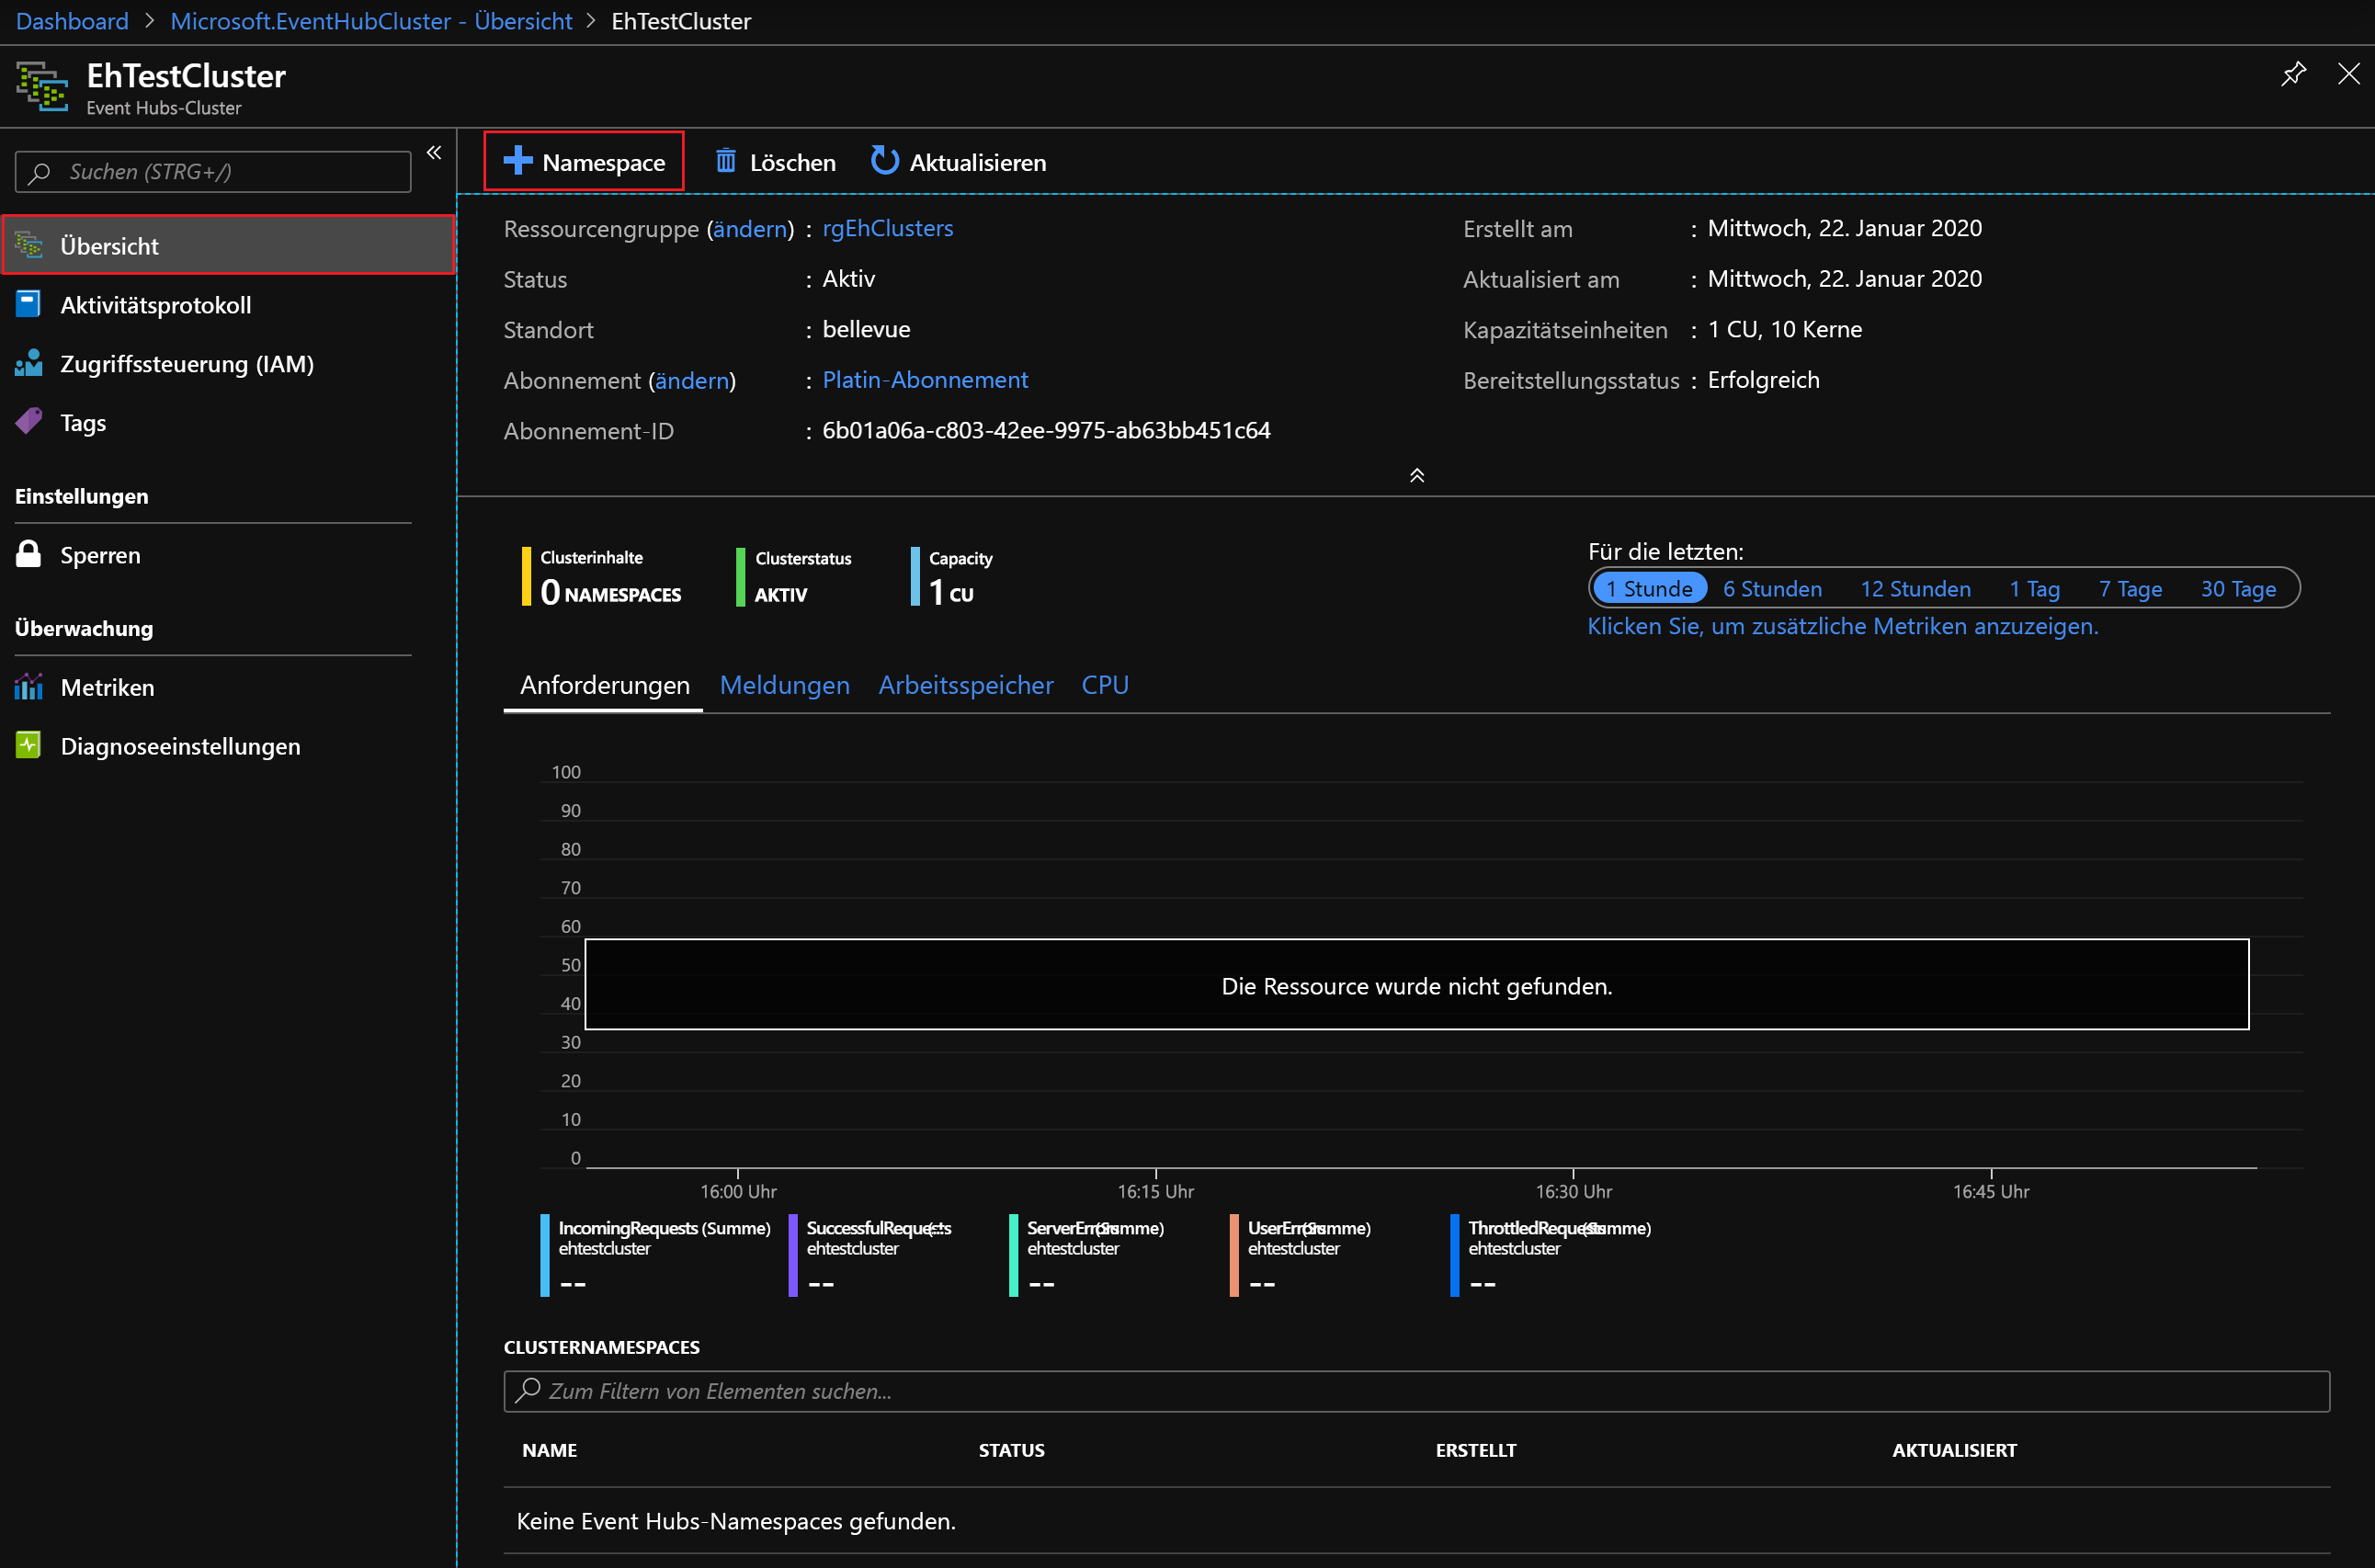 Dashboard > Microsoft.EventHubCluster - Übersicht > EhTestCluster
EhTestCluster
Event Hubs-Cluster
Suchen (STRG+/)
Übersicht
Aktivitätsprotokoll
Zugriffssteuerung (IAM)
Tags
Einstellungen
Sperren
Überwachung
Metriken
Diagnoseeinstellungen
Namespace Löschen Aktualisieren
Ressourcengruppe (ändern) : rgEhClusters
Status : Aktiv
Standort : bellevue
Abonnement (ändern) : Platin-Abonnement
Abonnement-ID : 6b01a06a-c803-42ee-9975-ab63bb451c64
Erstellt am : Mittwoch, 22. Januar 2020
Aktualisiert am : Mittwoch, 22. Januar 2020
Kapazitätseinheiten : 1 CU, 10 Kerne
Bereitstellungsstatus : Erfolgreich
Clusterinhalte
0 NAMESPACES
Clusterstatus
AKTIV
Capacity
1 CU
Für die letzten:
1 Stunde 6 Stunden 12 Stunden 1 Tag 7 Tage 30 Tage
Klicken Sie, um zusätzliche Metriken anzuzeigen.
Anforderungen Meldungen Arbeitsspeicher CPU
100
90
80
70
60
50
40
30
20
10
0
Die Ressource wurde nicht gefunden.
16:00 Uhr 16:15 Uhr 16:30 Uhr 16:45 Uhr
IncomingRequests (Summe)
ehtestcluster
--
SuccessfulRequests
ehtestcluster
--
ServerErrors (Summe)
ehtestcluster
--
UserErrors (Summe)
ehtestcluster
--
ThrottledRequests (Summe)
ehtestcluster
--
CLUSTERNAMESPACES
Zum Filtern von Elementen suchen...
NAME STATUS ERSTELLT AKTUALISIERT
Keine Event Hubs-Namespaces gefunden.